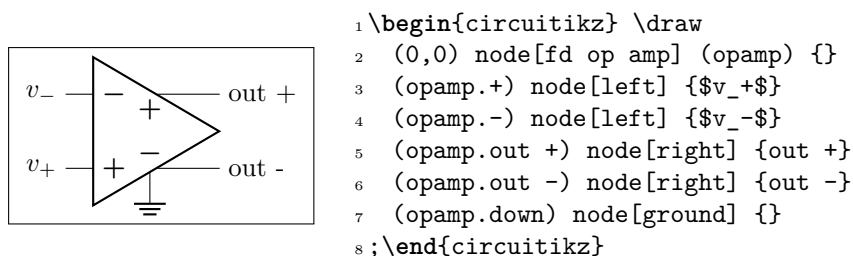 v₋ − + out +
v₊ + − out -
1 \begin{circuitikz} \draw
2 (0,0) node[fd op amp] (opamp) {}
3 (opamp.+) node[left] {$v_+$}
4 (opamp.-) node[left] {$v_-$}
5 (opamp.out +) node[right] {out +}
6 (opamp.out -) node[right] {out -}
7 (opamp.down) node[ground] {}
8 ;\end{circuitikz}